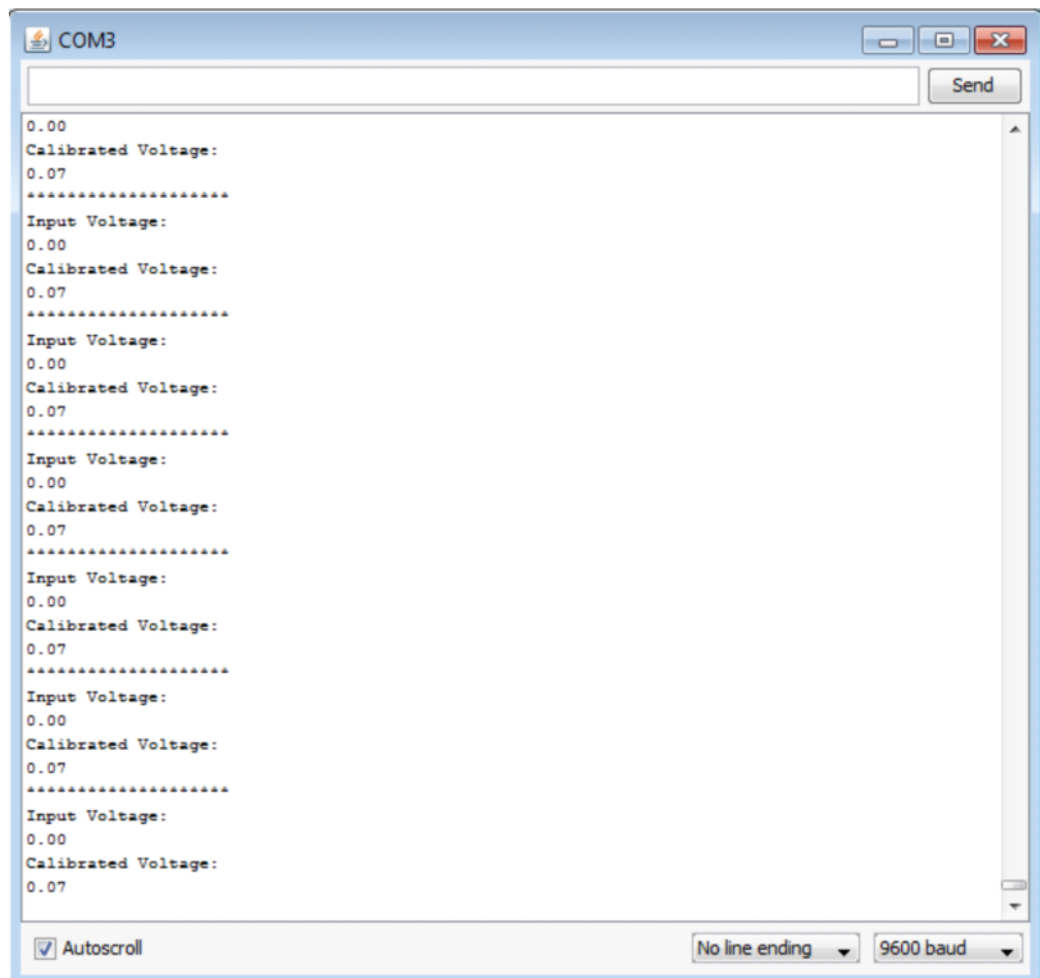 COM3
Send
0.00
Calibrated Voltage:
0.07
********************
Input Voltage:
0.00
Calibrated Voltage:
0.07
********************
Input Voltage:
0.00
Calibrated Voltage:
0.07
********************
Input Voltage:
0.00
Calibrated Voltage:
0.07
********************
Input Voltage:
0.00
Calibrated Voltage:
0.07
********************
Input Voltage:
0.00
Calibrated Voltage:
0.07
********************
Input Voltage:
0.00
Calibrated Voltage:
0.07
Autoscroll
No line ending
9600 baud